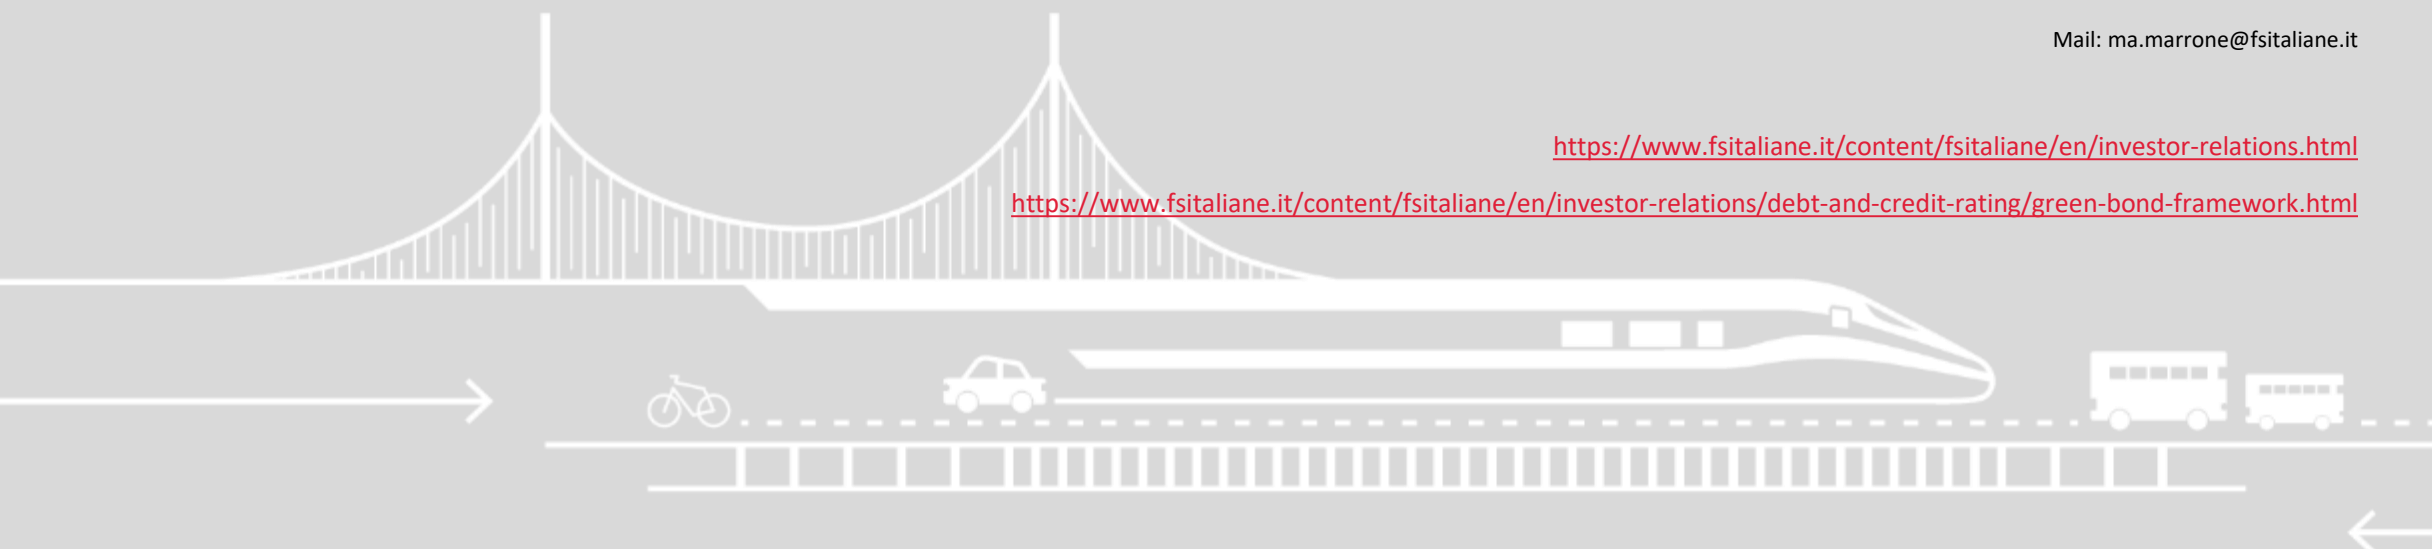 Mail: ma.marrone@fsitaliane.it
https://www.fsitaliane.it/content/fsitaliane/en/investor-relations.html
https://www.fsitaliane.it/content/fsitaliane/en/investor-relations/debt-and-credit-rating/green-bond-framework.html